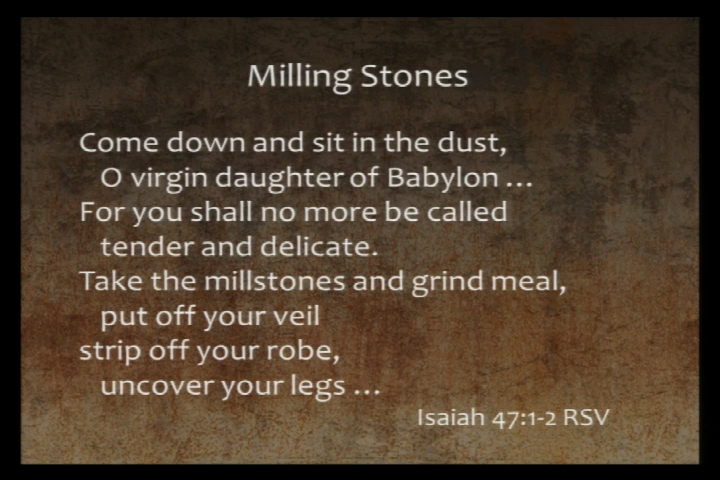 Milling Stones
Come down and sit in the dust,
O virgin daughter of Babylon ...
For you shall no more be called
tender and delicate.
Take the millstones and grind meal,
put off your veil
strip off your robe,
uncover your legs ...
Isaiah 47:1-2 RSV